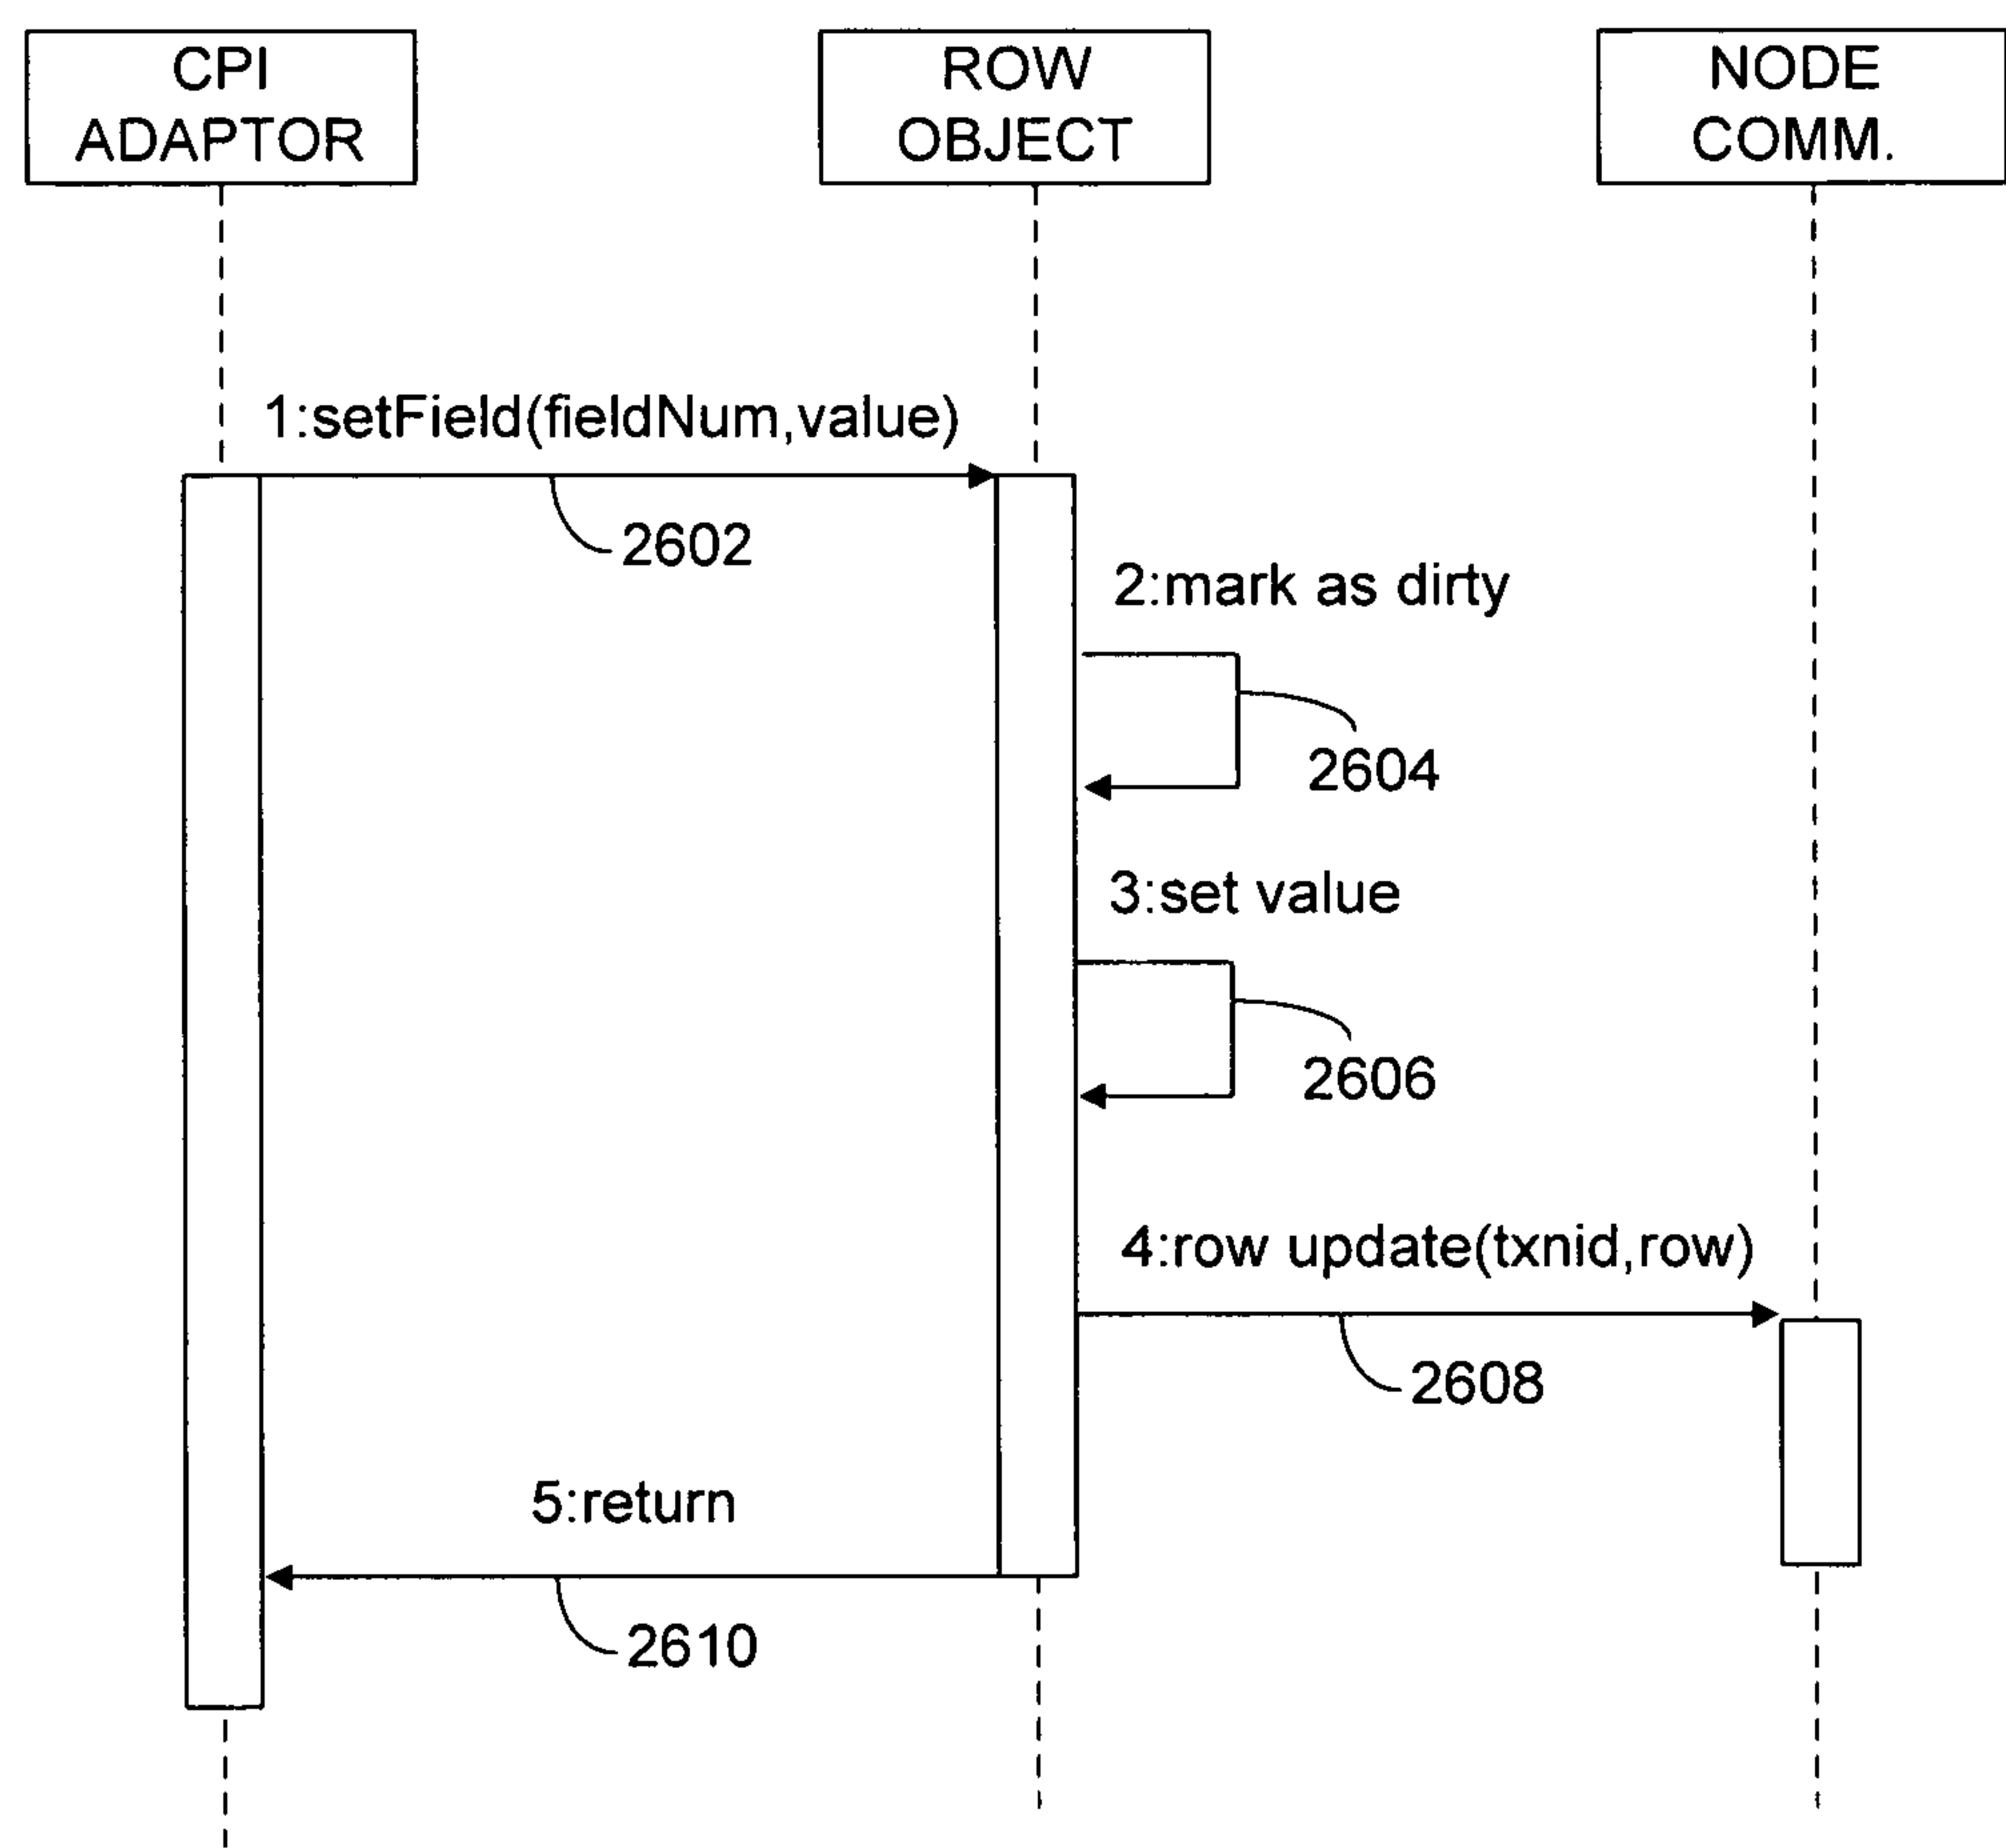 CPI
ADAPTOR
ROW
OBJECT
NODE
COMM.
1:setField(fieldNum,value)
2602
2:mark as dirty
2604
3:set value
2606
4:row update(txnid,row)
2608
5:return
2610